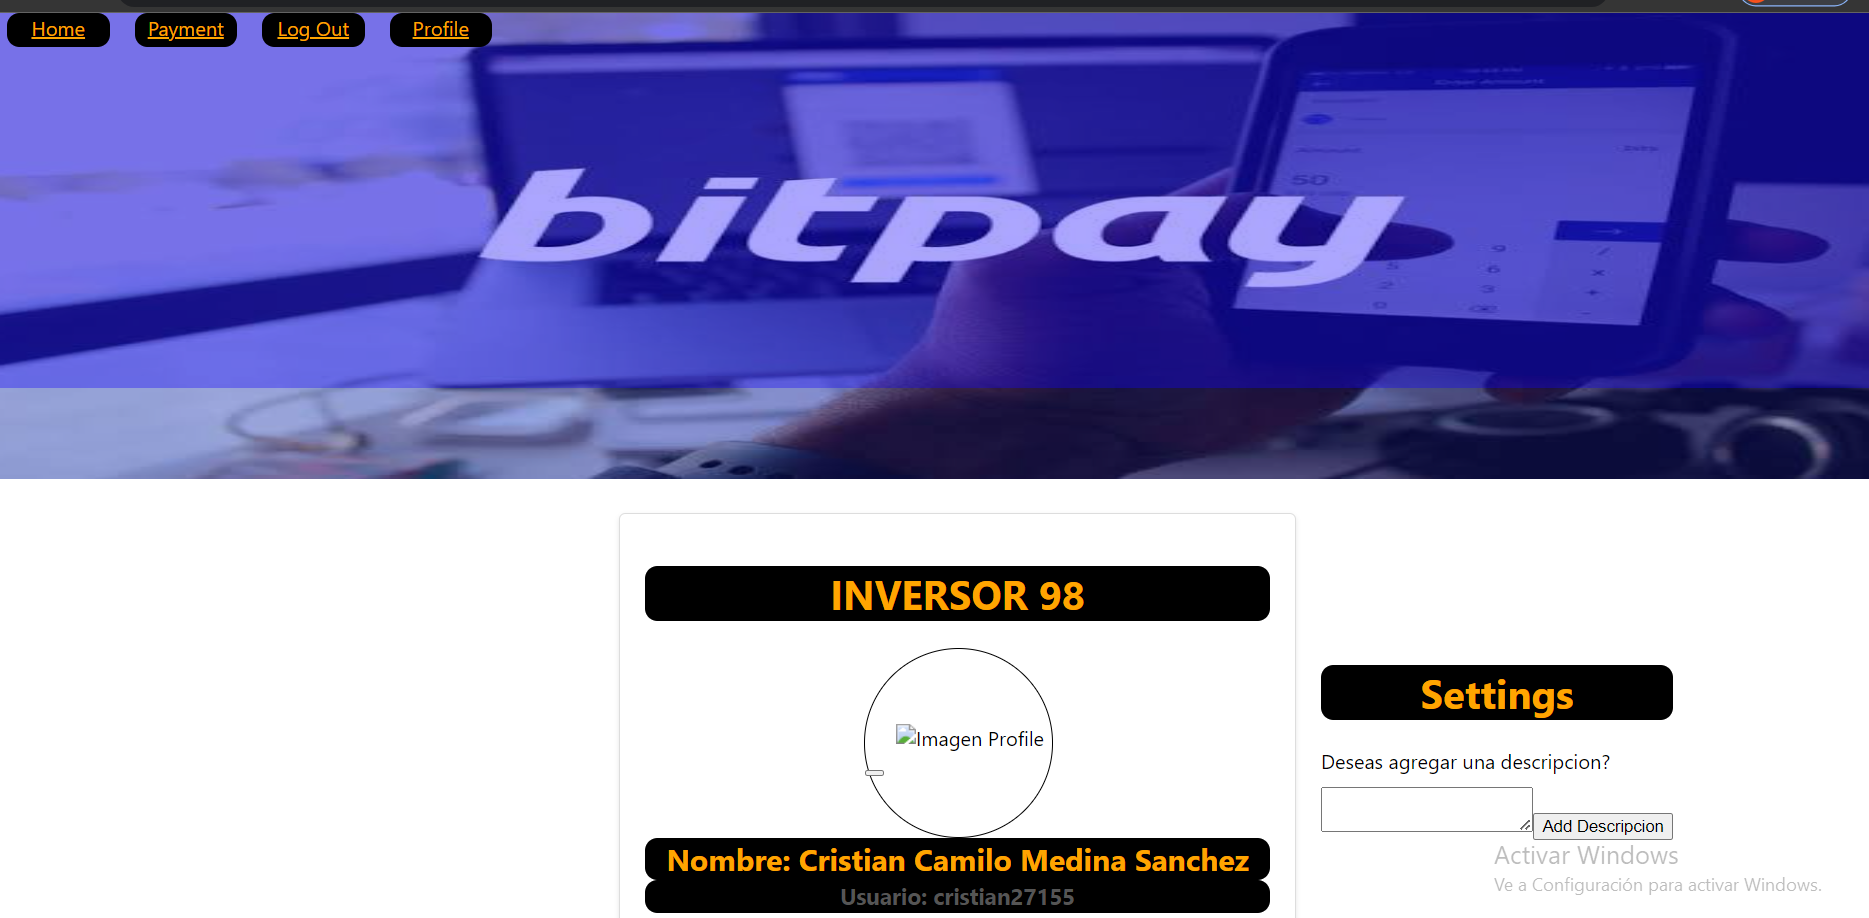 Home Payment Log Out Profile
bitpay
50
INVERSOR 98
Imagen Profile
Nombre: Cristian Camilo Medina Sanchez
Usuario: cristian27155
Settings
Deseas agregar una descripcion?
Add Descripcion
Activar Windows
Ve a Configuración para activar Windows.